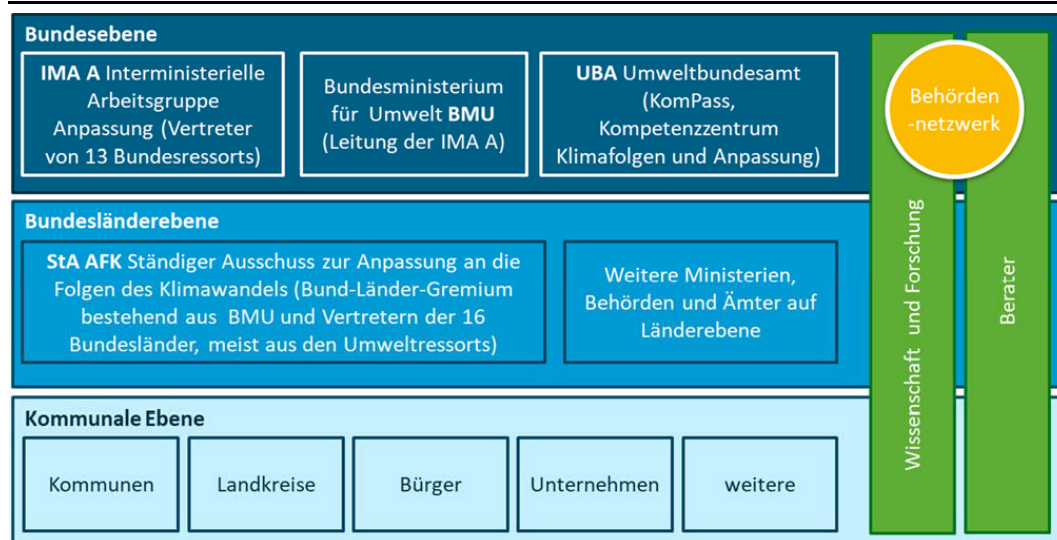 Bundesebene
IMA A Interministerielle
Arbeitsgruppe
Anpassung (Vertreter
von 13 Bundesressorts)
Bundesministerium
für Umwelt BMU
(Leitung der IMA A)
UBA Umweltbundesamt
(KomPass,
Kompetenzzentrum
Klimafolgen und Anpassung)
Behörden
-netzwerk
Bundesländerebene
StA AFK Ständiger Ausschuss zur Anpassung an die
Folgen des Klimawandels (Bund-Länder-Gremium
bestehend aus BMU und Vertretern der 16
Bundesländer, meist aus den Umweltressorts)
Weitere Ministerien,
Behörden und Ämter auf
Länderebene
Kommunale Ebene
Kommunen
Landkreise
Bürger
Unternehmen
weitere
Wissenschaft und Forschung
Berater